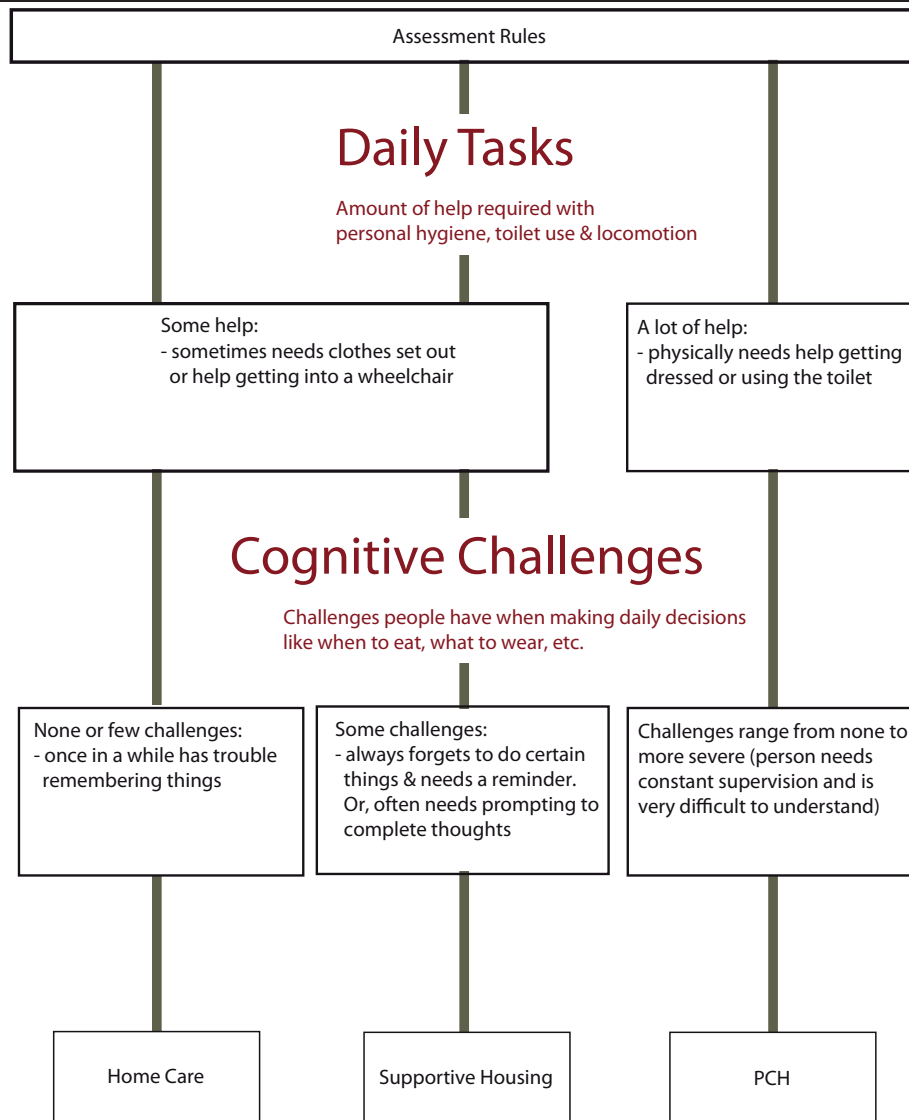 Assessment Rules
Daily Tasks
Amount of help required with
personal hygiene, toilet use & locomotion
Some help:
- sometimes needs clothes set out
or help getting into a wheelchair
A lot of help:
- physically needs help getting
dressed or using the toilet
Cognitive Challenges
Challenges people have when making daily decisions
like when to eat, what to wear, etc.
None or few challenges:
- once in a while has trouble
remembering things
Some challenges:
- always forgets to do certain
things & needs a reminder.
Or, often needs prompting to
complete thoughts
Challenges range from none to
more severe (person needs
constant supervision and is
very difficult to understand)
Home Care
Supportive Housing
PCH